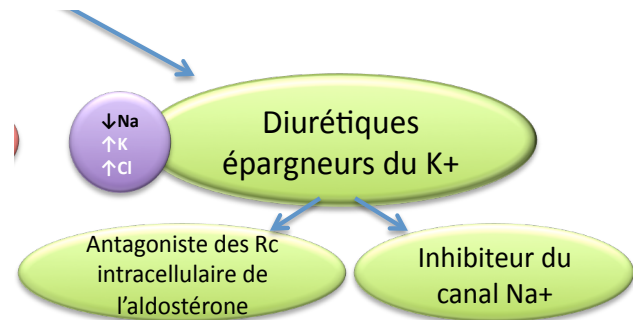 ↓Na
↑K
↑Cl
Diurétiques
épargneurs du K+
Antagoniste des Rc
intracellulaire de
l’aldostérone
Inhibiteur du
canal Na+